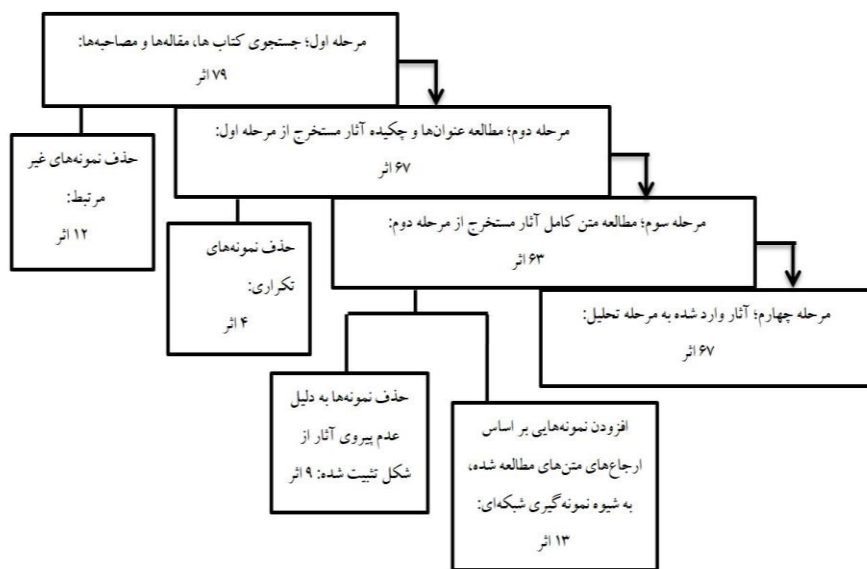 مرحله اول؛ جستجوی کتاب ها، مقاله‌ها و مصاحبه‌ها:
۷۹ اثر
مرحله دوم؛ مطالعه عنوان‌ها و چکیده آثار مستخرج از مرحله اول:
۶۷ اثر
حذف نمونه‌های غیر
مرتبط:
۱۲ اثر
مرحله سوم؛ مطالعه متن کامل آثار مستخرج از مرحله دوم:
۶۳ اثر
حذف نمونه‌های
تکراری:
۴ اثر
مرحله چهارم؛ آثار وارد شده به مرحله تحلیل:
۶۷ اثر
حذف نمونه‌ها به دلیل
عدم پیروی آثار از
شکل تثبیت شده: ۹ اثر
افزودن نمونه‌هایی بر اساس
ارجاع‌های متن‌های مطالعه شده،
به شیوه نمونه‌گیری شبکه‌ای:
۱۳ اثر